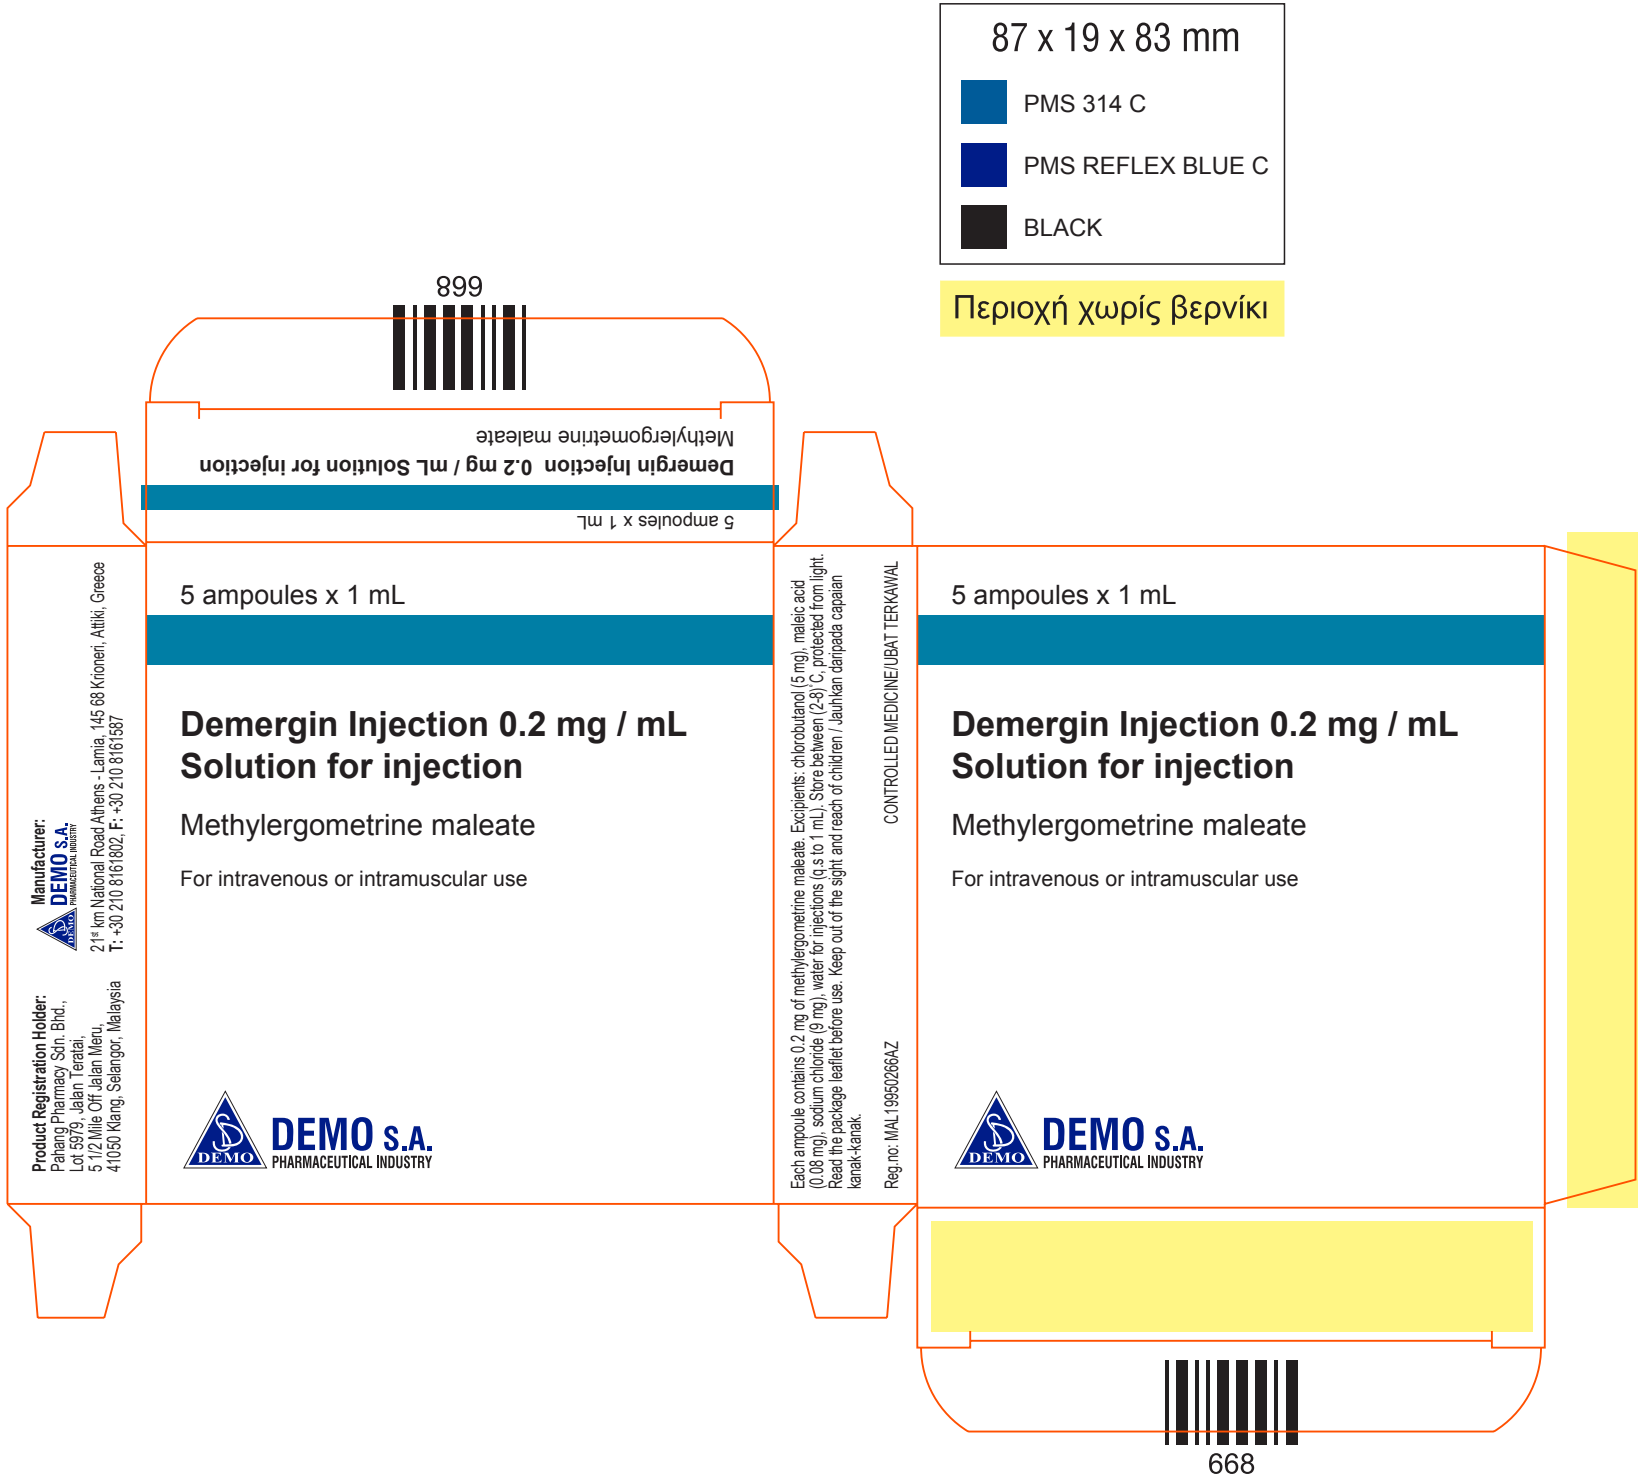 87 x 19 x 83 mm
PMS 314 C
PMS REFLEX BLUE C
BLACK
Περιοχή χωρίς βερνίκι
668
Methylergometrine maleate
Demergin Injection 0.2 mg / mL Solution for injection
5 ampoules x 1 mL
Product Registration Holder:
Pahang Pharmacy Sdn. Bhd.,
Lot 5979, Jalan Teratai,
5 1/2 Mile Off Jalan Meru,
41050 Klang, Selangor, Malaysia
Manufacturer:
DEMO
DEMO S.A.
PHARMACEUTICAL INDUSTRY
21st km National Road Athens - Lamia, 145 68 Krioneri, Attiki, Greece
T: +30 210 8161802, F: +30 210 8161587
5 ampoules x 1 mL
Demergin Injection 0.2 mg / mL
Solution for injection
Methylergometrine maleate
For intravenous or intramuscular use
DEMO
DEMO S.A.
PHARMACEUTICAL INDUSTRY
Each ampoule contains 0.2 mg of methylergometrine maleate. Excipients: chlorobutanol (5 mg), maleic acid
(0.08 mg), sodium chloride (9 mg), water for injections (q.s to 1 mL). Store between (2-8)°C, protected from light.
Read the package leaflet before use. Keep out of the sight and reach of children / Jauhkan daripada capaian
kanak-kanak.
Reg.no: MAL19950266AZ CONTROLLED MEDICINE/UBAT TERKAWAL
5 ampoules x 1 mL
Demergin Injection 0.2 mg / mL
Solution for injection
Methylergometrine maleate
For intravenous or intramuscular use
DEMO
DEMO S.A.
PHARMACEUTICAL INDUSTRY
668